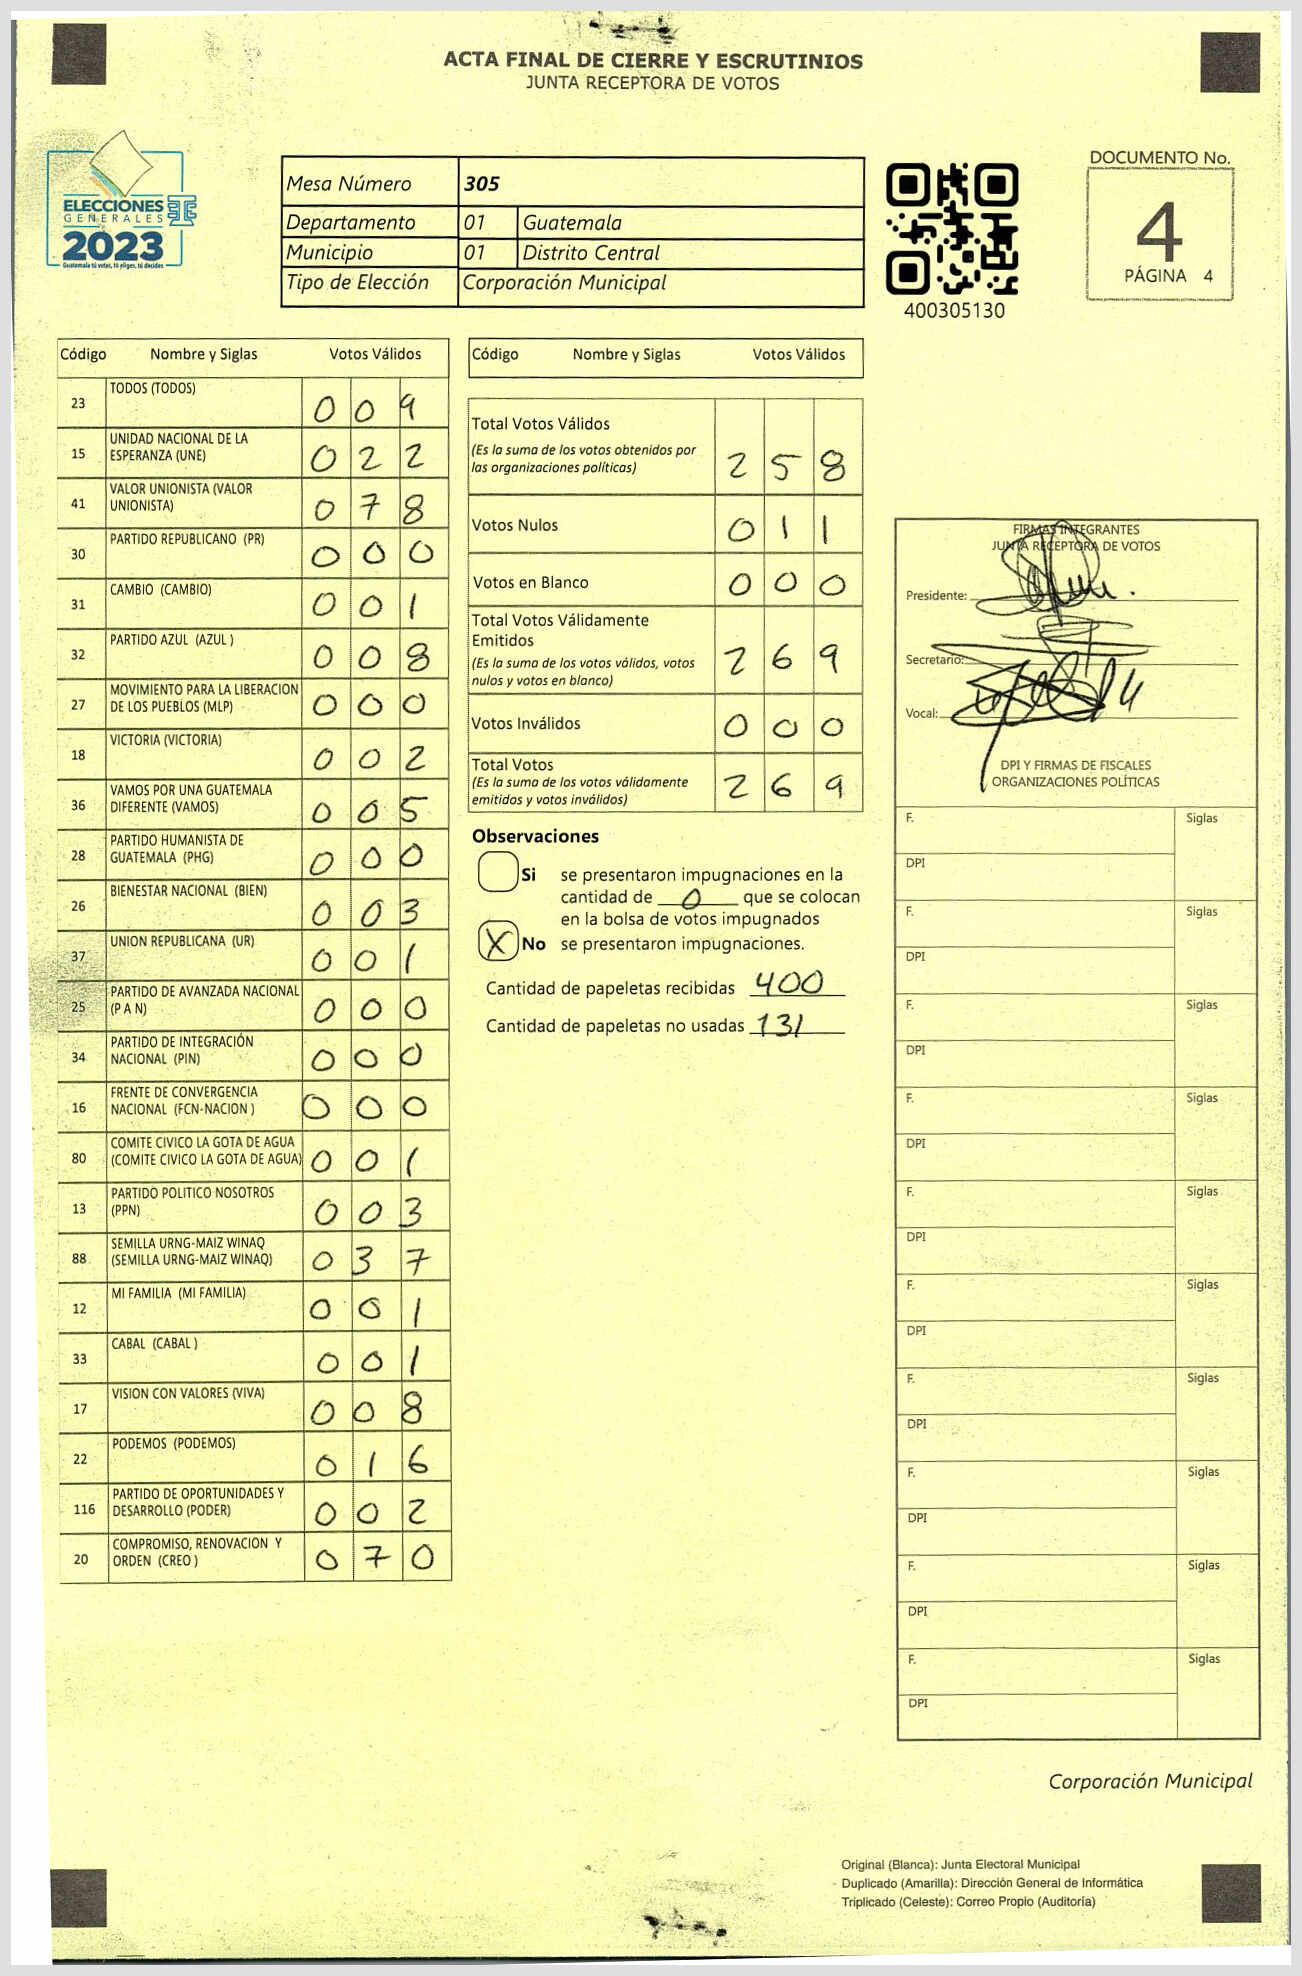 ACTA FINAL DE CIERRE Y ESCRUTINIOS
JUNTA RECEPTORA DE VOTOS
ELECCIONES
GENERALES
2023
Guatemala tú votas, tú eliges, tú decides
Mesa Número 305
Departamento 01 Guatemala
Municipio 01 Distrito Central
Tipo de Elección Corporación Municipal
400305130
DOCUMENTO No.
4
PÁGINA 4
Código Nombre y Siglas Votos Válidos
23 TODOS (TODOS) 0 0 9
15 UNIDAD NACIONAL DE LA
ESPERANZA (UNE) 0 2 2
41 VALOR UNIONISTA (VALOR
UNIONISTA) 0 7 8
30 PARTIDO REPUBLICANO (PR) 0 0 0
31 CAMBIO (CAMBIO) 0 0 1
32 PARTIDO AZUL (AZUL ) 0 0 8
27 MOVIMIENTO PARA LA LIBERACION
DE LOS PUEBLOS (MLP) 0 0 0
18 VICTORIA (VICTORIA) 0 0 2
36 VAMOS POR UNA GUATEMALA
DIFERENTE (VAMOS) 0 0 5
28 PARTIDO HUMANISTA DE
GUATEMALA (PHG) 0 0 0
26 BIENESTAR NACIONAL (BIEN) 0 0 3
37 UNION REPUBLICANA (UR) 0 0 1
25 PARTIDO DE AVANZADA NACIONAL
(P A N) 0 0 0
34 PARTIDO DE INTEGRACIÓN
NACIONAL (PIN) 0 0 0
16 FRENTE DE CONVERGENCIA
NACIONAL (FCN-NACION ) 0 0 0
80 COMITE CIVICO LA GOTA DE AGUA
(COMITE CIVICO LA GOTA DE AGUA) 0 0 1
13 PARTIDO POLITICO NOSOTROS
(PPN) 0 0 3
88 SEMILLA URNG-MAIZ WINAQ
(SEMILLA URNG-MAIZ WINAQ) 0 3 7
12 MI FAMILIA (MI FAMILIA) 0 0 1
33 CABAL (CABAL ) 0 0 1
17 VISION CON VALORES (VIVA) 0 0 8
22 PODEMOS (PODEMOS) 0 1 6
116 PARTIDO DE OPORTUNIDADES Y
DESARROLLO (PODER) 0 0 2
20 COMPROMISO, RENOVACION Y
ORDEN (CREO ) 0 7 0
Código Nombre y Siglas Votos Válidos
Total Votos Válidos
(Es la suma de los votos obtenidos por
las organizaciones políticas) 2 5 8
Votos Nulos 0 1 1
Votos en Blanco 0 0 0
Total Votos Válidamente
Emitidos
(Es la suma de los votos válidos, votos
nulos y votos en blanco) 2 6 9
Votos Inválidos 0 0 0
Total Votos
(Es la suma de los votos válidamente
emitidos y votos inválidos) 2 6 9
Observaciones
Si se presentaron impugnaciones en la
cantidad de 0 que se colocan
en la bolsa de votos impugnados
X No se presentaron impugnaciones.
Cantidad de papeletas recibidas 400
Cantidad de papeletas no usadas 131
FIRMAS INTEGRANTES
JUNTA RECEPTORA DE VOTOS
Presidente:
Secretario:
Vocal:
DPI Y FIRMAS DE FISCALES
ORGANIZACIONES POLÍTICAS
F. Siglas
DPI
F. Siglas
DPI
F. Siglas
DPI
F. Siglas
DPI
F. Siglas
DPI
F. Siglas
DPI
F. Siglas
DPI
F. Siglas
DPI
F. Siglas
DPI
F. Siglas
DPI
Corporación Municipal
Original (Blanca): Junta Electoral Municipal
Duplicado (Amarilla): Dirección General de Informática
Triplicado (Celeste): Correo Propio (Auditoría)